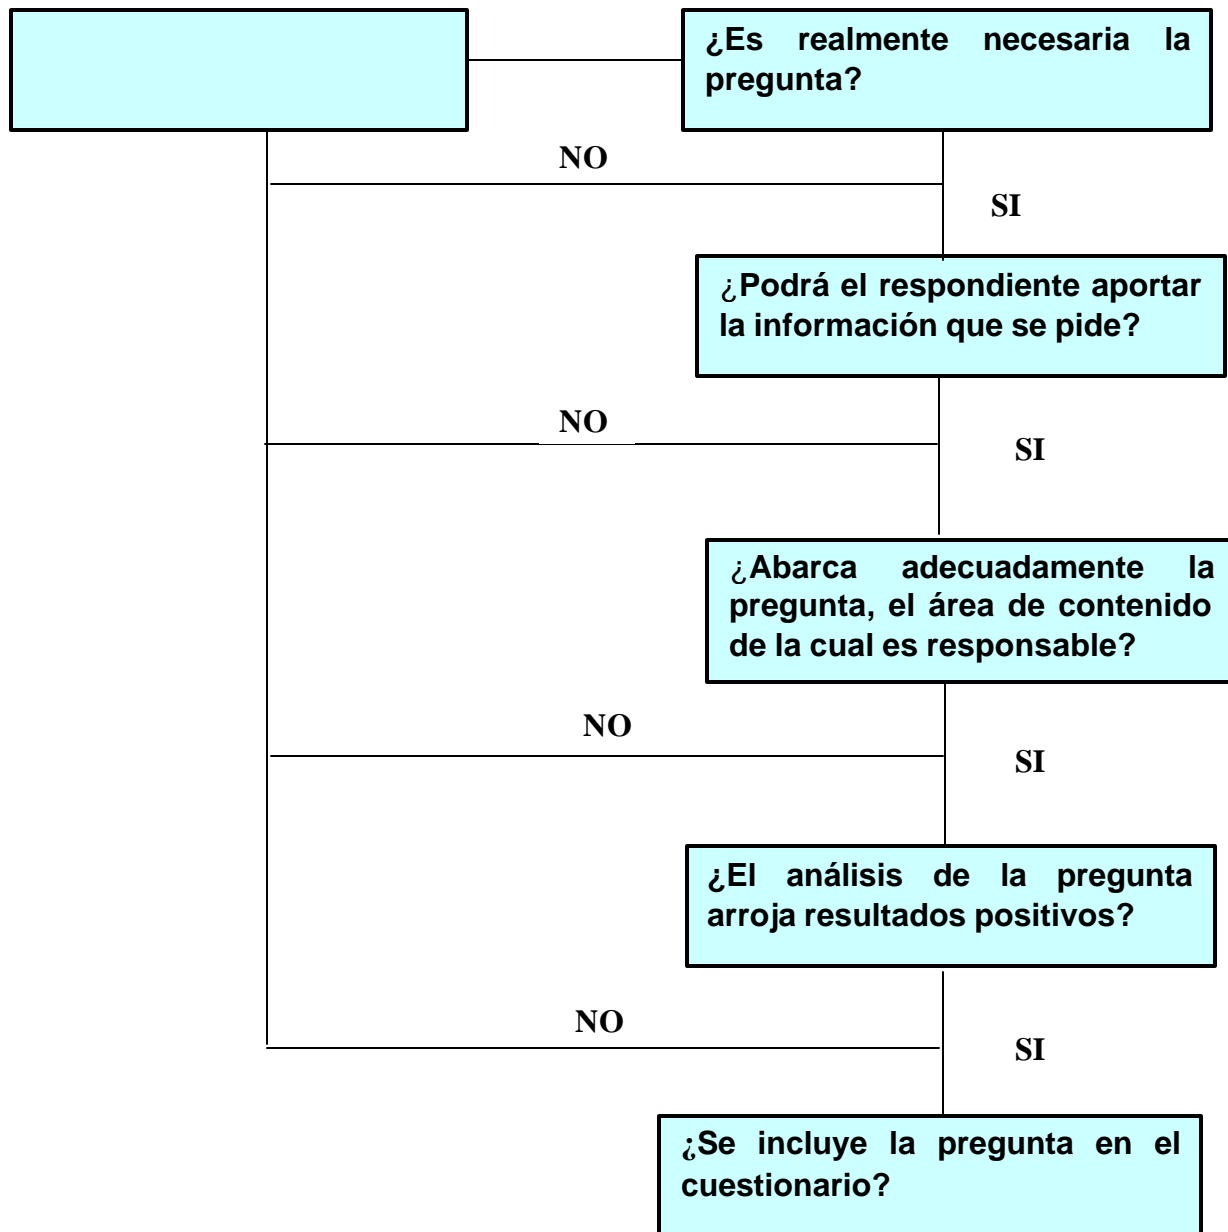 ¿Es realmente necesaria la
pregunta?
NO
SI
¿Podrá el respondiente aportar
la información que se pide?
NO
SI
¿Abarca adecuadamente la
pregunta, el área de contenido
de la cual es responsable?
NO
SI
¿El análisis de la pregunta
arroja resultados positivos?
NO
SI
¿Se incluye la pregunta en el
cuestionario?